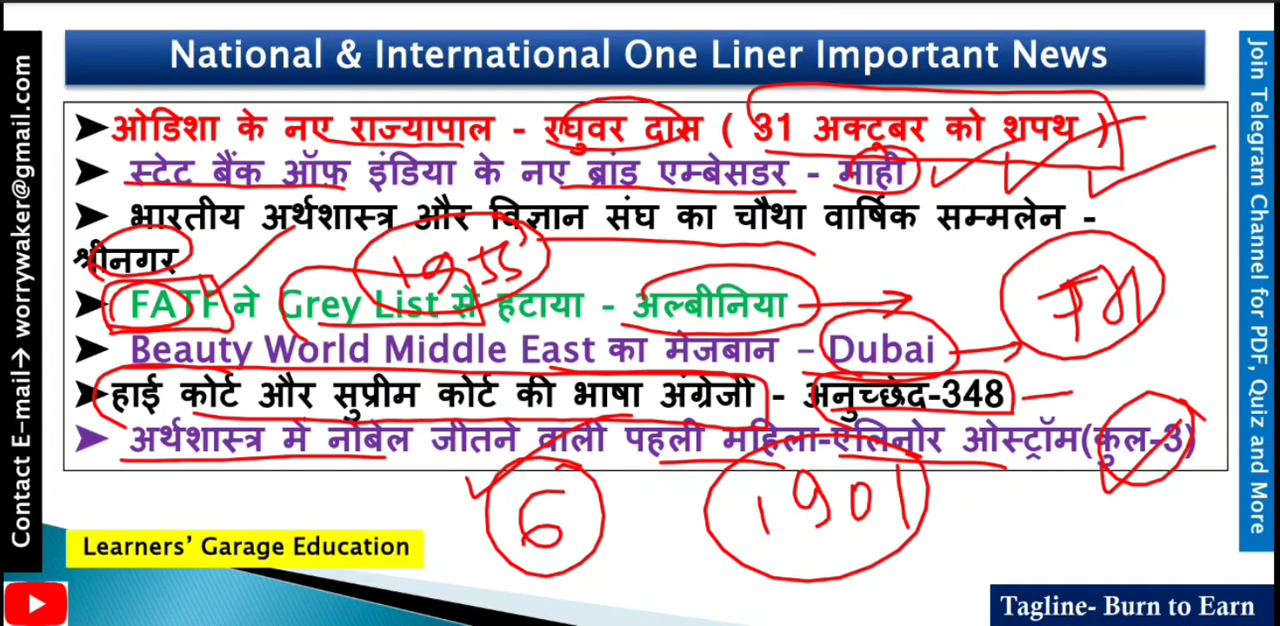 National & International One Liner Important News
➤ओडिशा के नए राज्यपाल - रघुवर दास ( 31 अक्टूबर को शपथ )
➤ स्टेट बैंक ऑफ़ इंडिया के नए ब्रांड एम्बेसडर - माही
➤ भारतीय अर्थशास्त्र और विज्ञान संघ का चौथा वार्षिक सम्मलेन -
श्रीनगर
1955
➤ FATF ने Grey List से हटाया - अल्बीनिया
➤ Beauty World Middle East का मेजबान – Dubai
➤हाई कोर्ट और सुप्रीम कोर्ट की भाषा अंग्रेजी - अनुच्छेद-348
➤ अर्थशास्त्र में नोबेल जीतने वाली पहली महिला-एलिनोर ओस्ट्रॉम(कुल-3)
6
1901
Learners’ Garage Education
Tagline- Burn to Earn
Contact E-mail→ worrywaker@gmail.com
Join Telegram Channel for PDF, Quiz and More